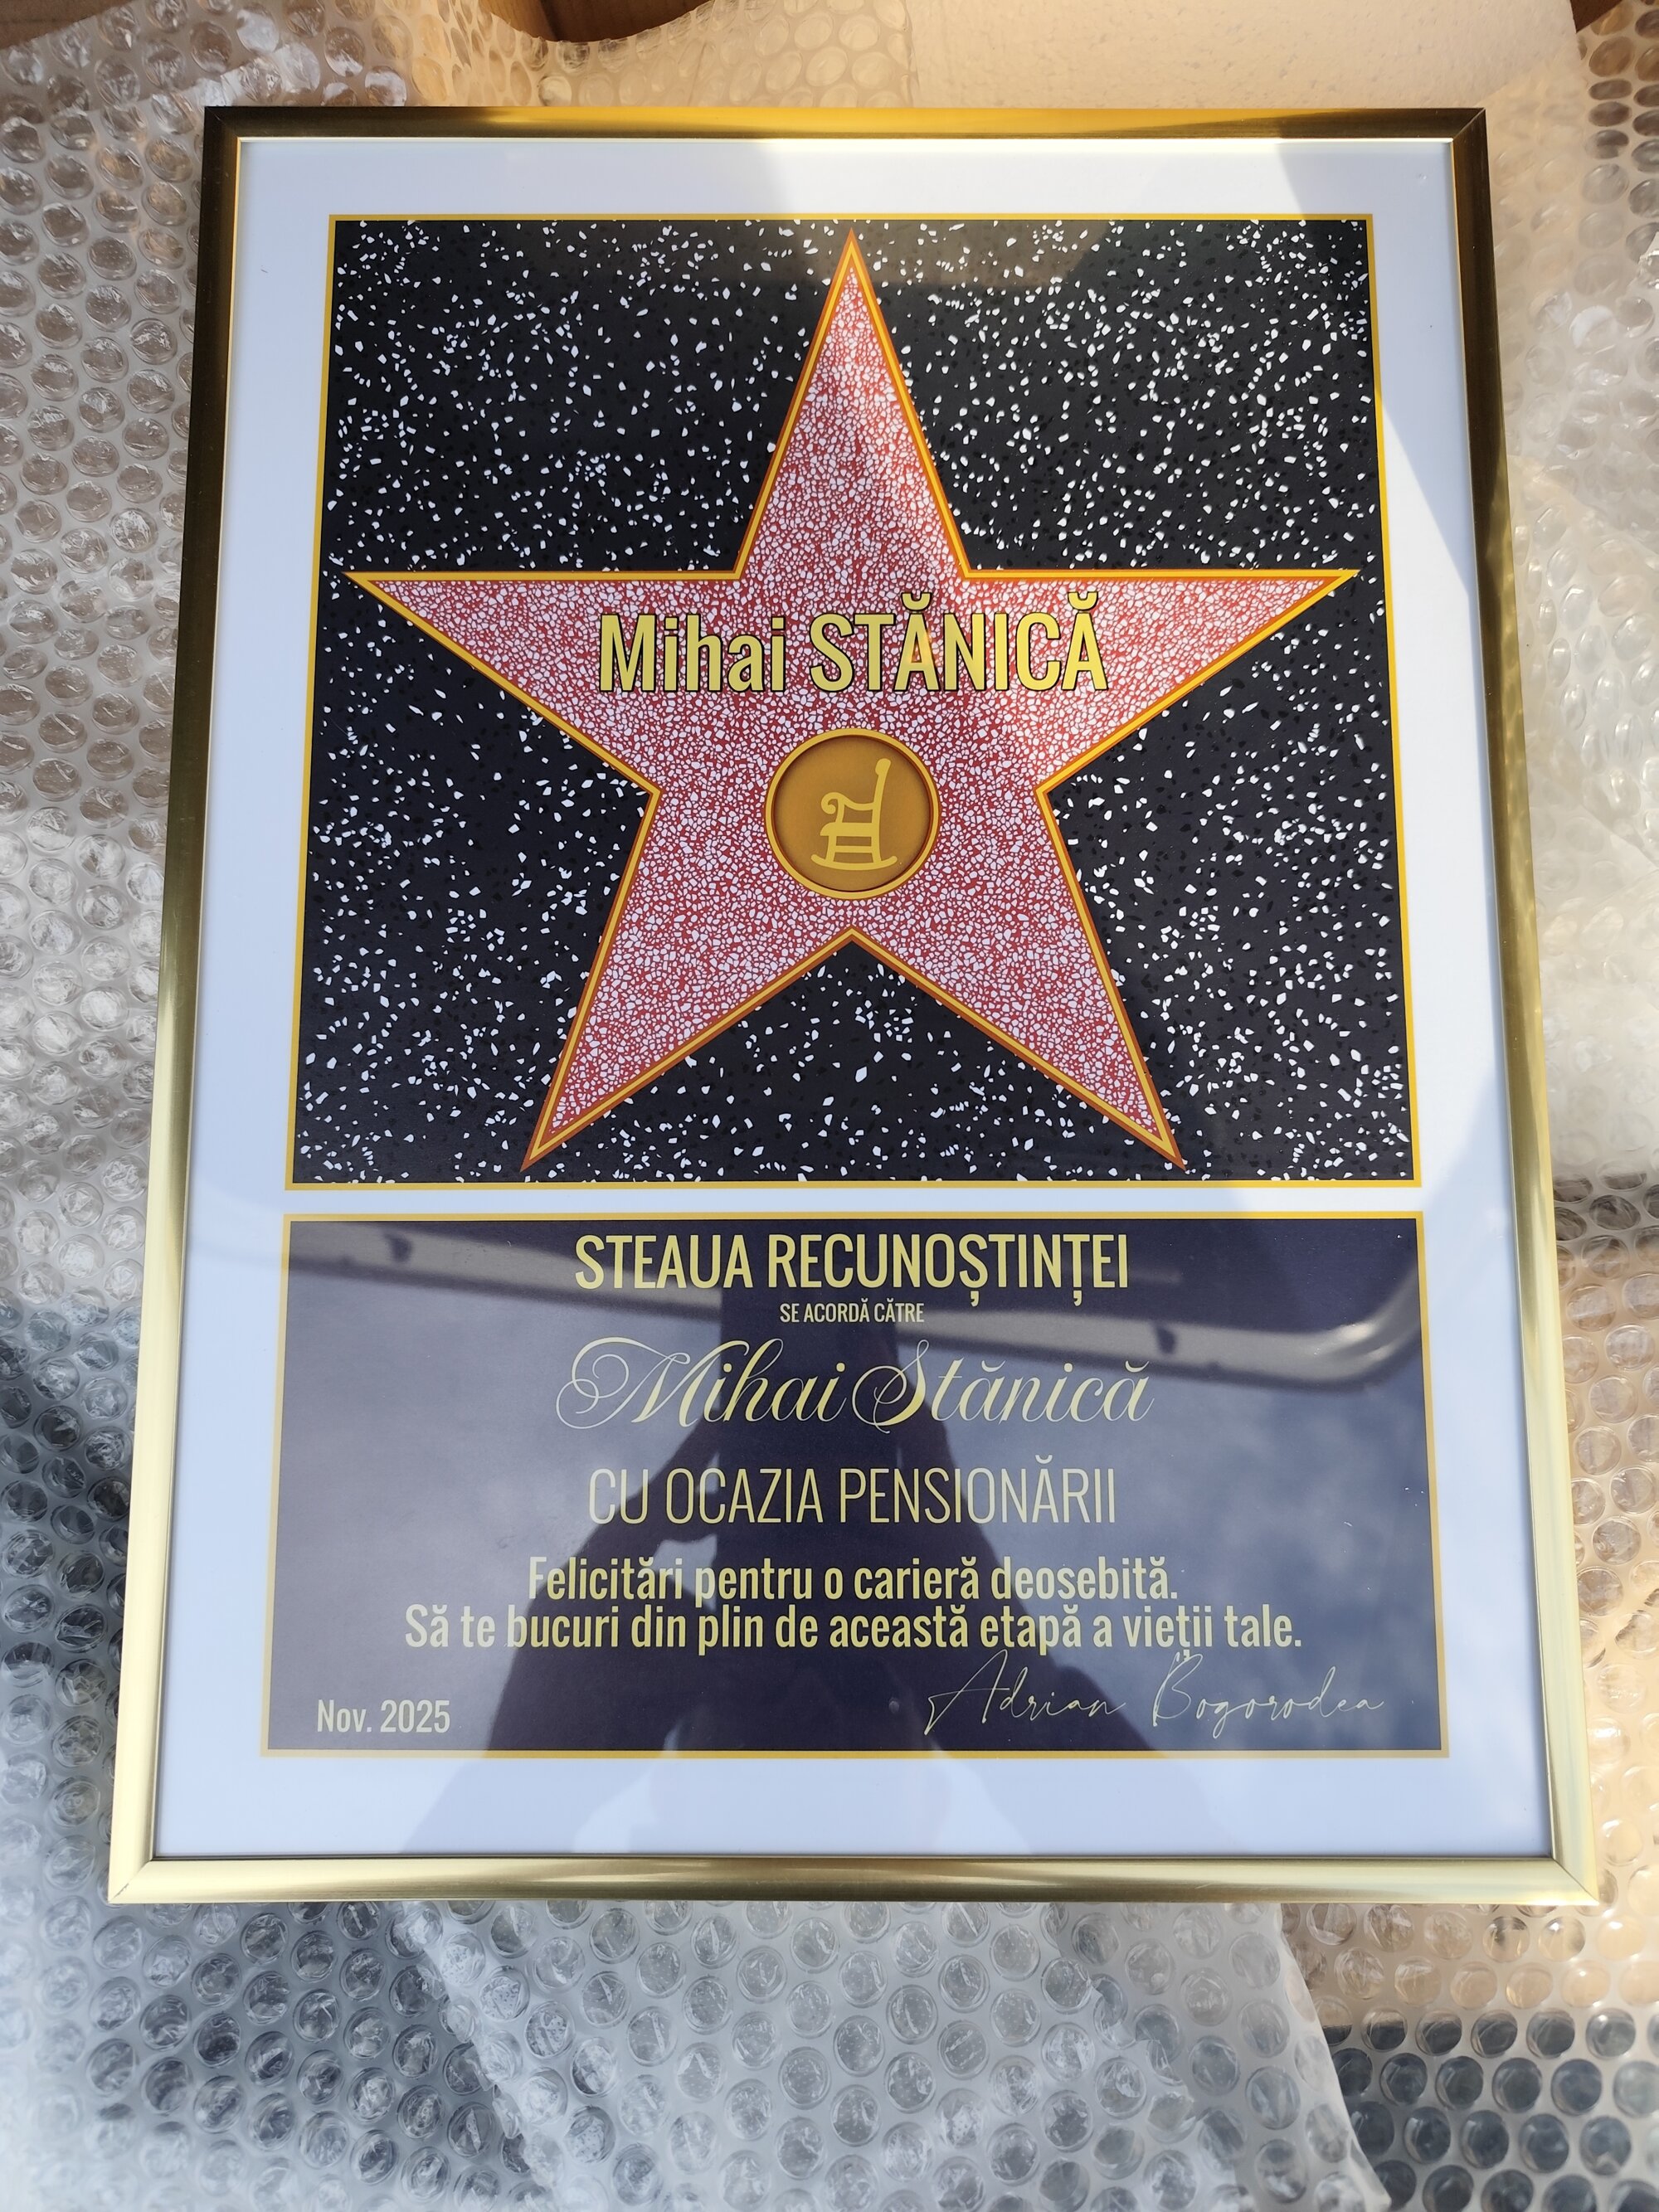 Mihai STĂNICĂ
STEAUA RECUNOȘTINȚEI
SE ACORDĂ CĂTRE
Mihai Stănică
CU OCAZIA PENSIONĂRII
Felicitări pentru o carieră deosebită.
Să te bucuri din plin de această etapă a vieții tale.
Adrian Bogorodea
Nov. 2025